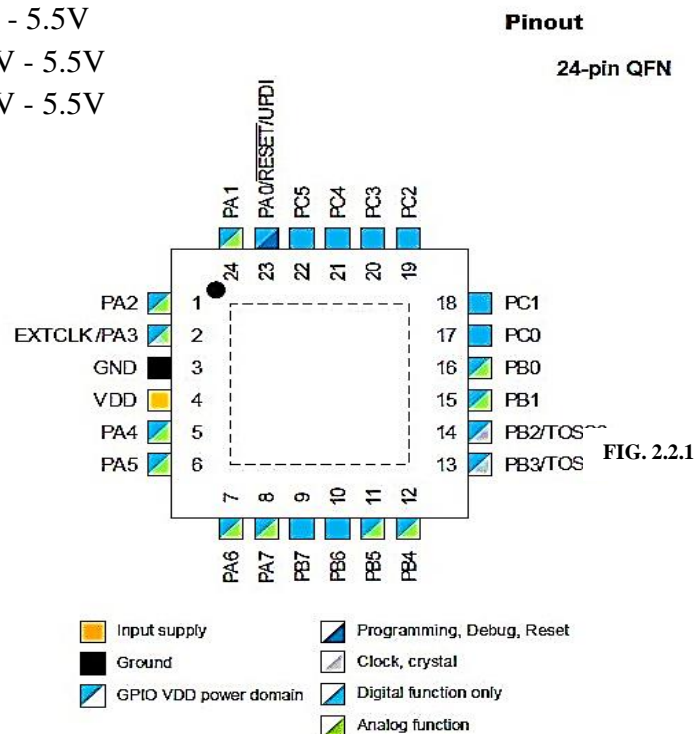 - 5.5V
V - 5.5V
V - 5.5V
Pinout
24-pin QFN
PA1
PA0/RESET/UPDI
PC5
PC4
PC3
PC2
24
23
22
21
20
19
PA2
1
EXTCLK/PA3
2
GND
3
VDD
4
PA4
5
PA5
6
18
PC1
17
PC0
16
PB0
15
PB1
14
PB2/TOS
13
PB3/TOS
FIG. 2.2.1
7
8
9
10
11
12
PA6
PA7
PB7
PB6
PB5
PB4
Input supply
Ground
GPIO VDD power domain
Programming, Debug, Reset
Clock, crystal
Digital function only
Analog function